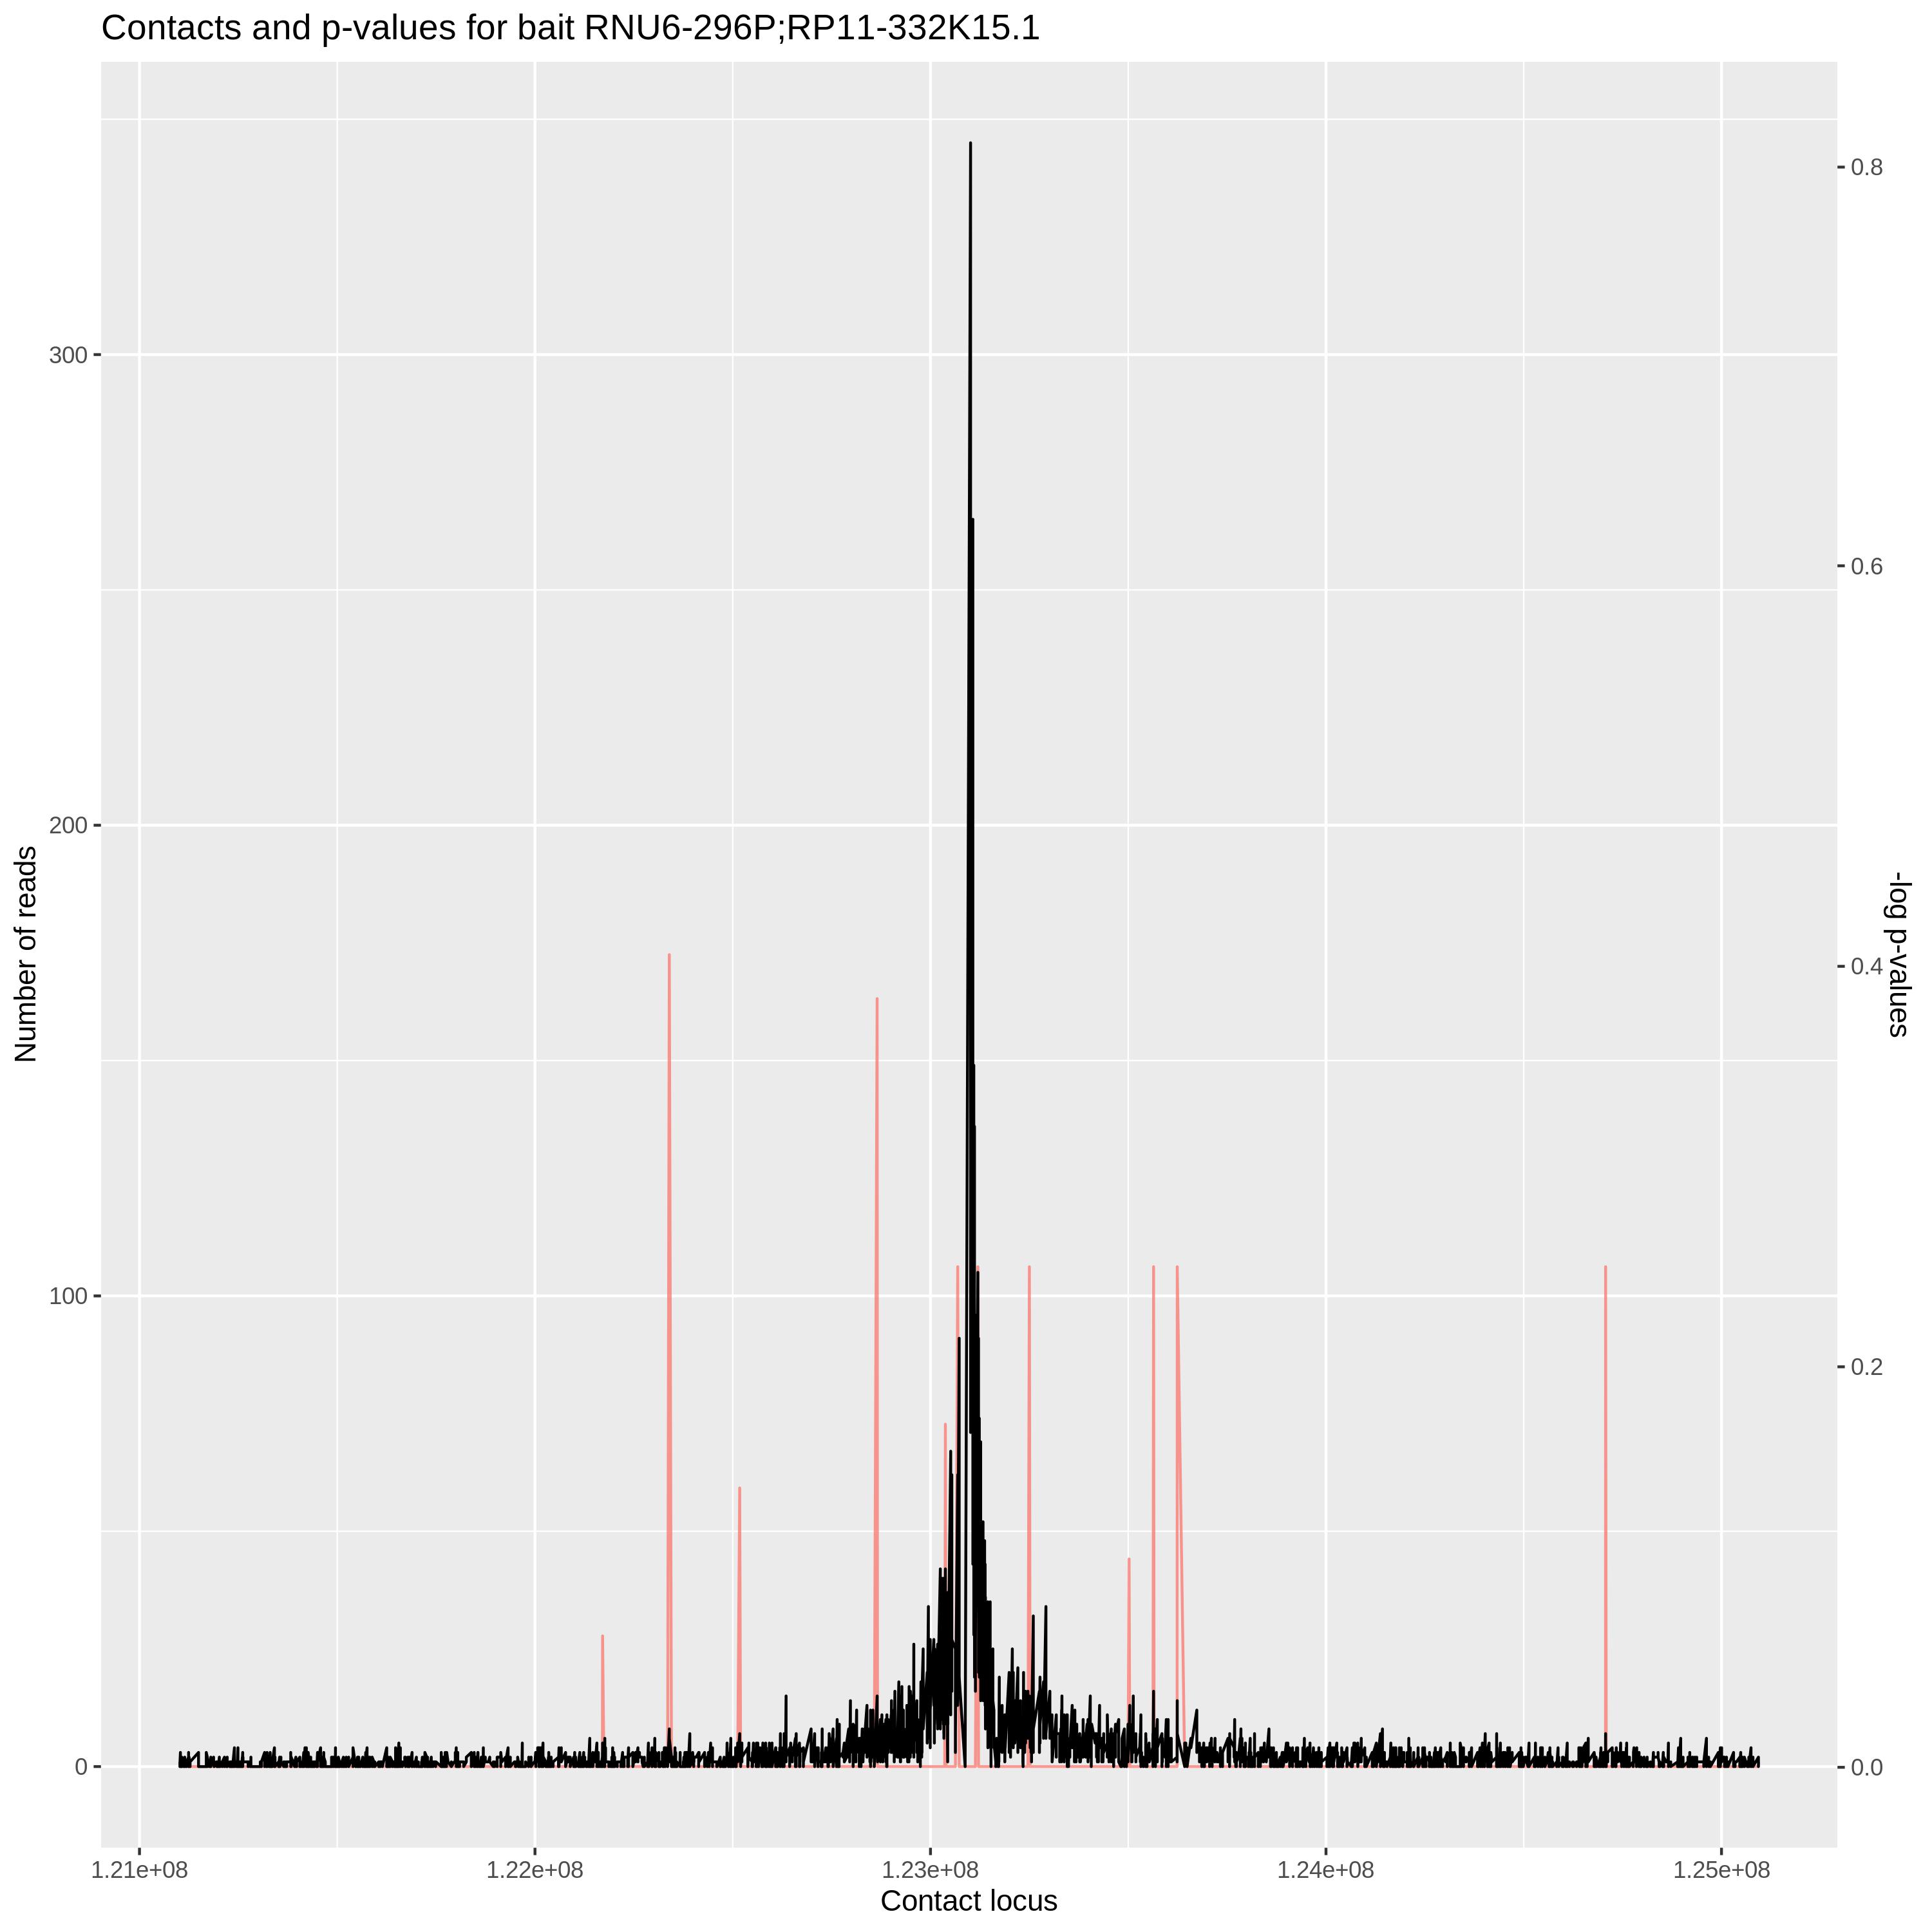 Contacts and p-values for bait RNU6-296P;RP11-332K15.1
Number of reads
300
200
100
0
0.8
0.6
0.4
0.2
0.0
-log p-values
1.21e+08 1.22e+08 1.23e+08 1.24e+08 1.25e+08
Contact locus